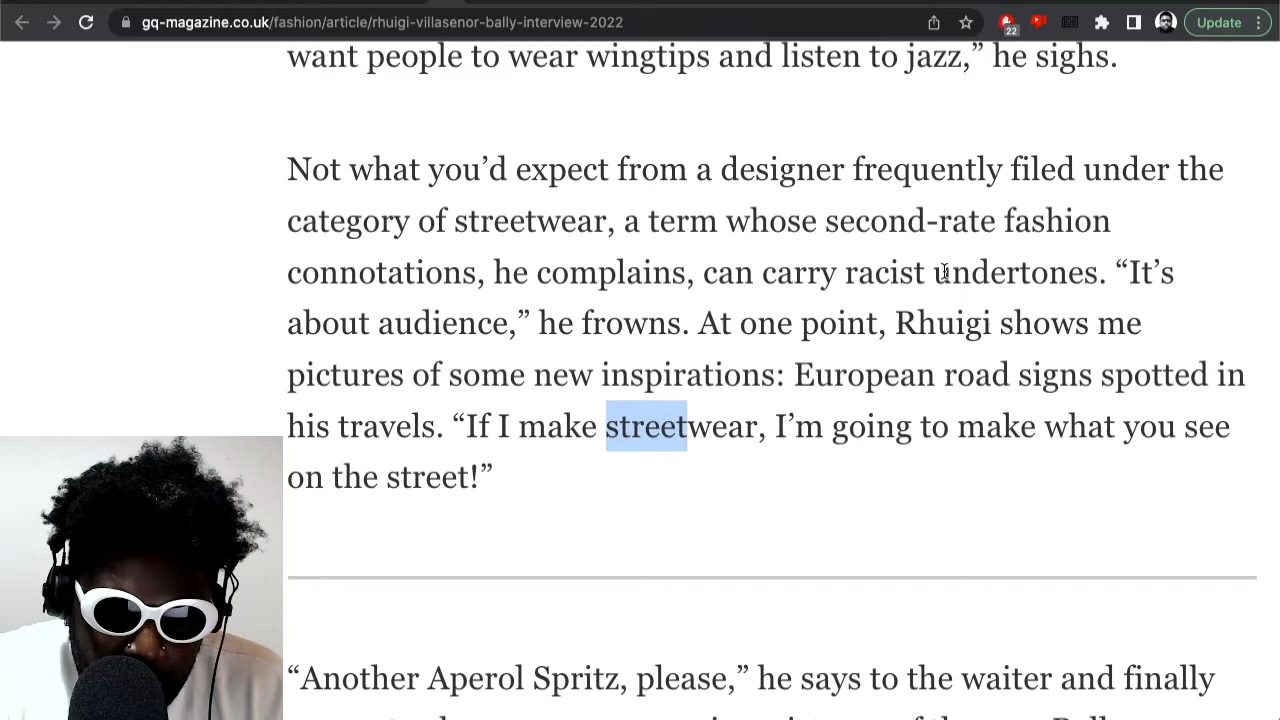 gq-magazine.co.uk/fashion/article/rhuigi-villasenor-bally-interview-2022
22
Update
want people to wear wingtips and listen to jazz,” he sighs.
Not what you’d expect from a designer frequently filed under the
category of streetwear, a term whose second-rate fashion
connotations, he complains, can carry racist undertones. “It’s
about audience,” he frowns. At one point, Rhuigi shows me
pictures of some new inspirations: European road signs spotted in
his travels. “If I make streetwear, I’m going to make what you see
on the street!”
“Another Aperol Spritz, please,” he says to the waiter and finally